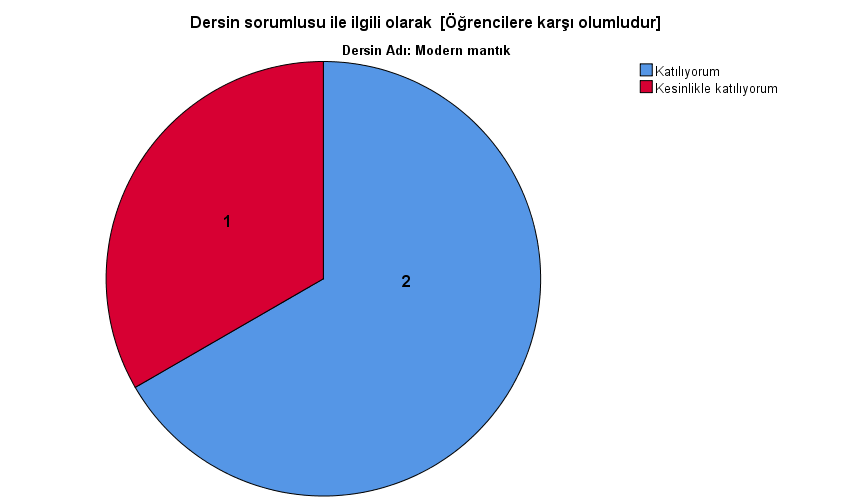 Dersin sorumlusu ile ilgili olarak  [Öğrencilere karşı olumludur]
Dersin Adı: Modern mantık
Katılıyorum
Kesinlikle katılıyorum
1
2